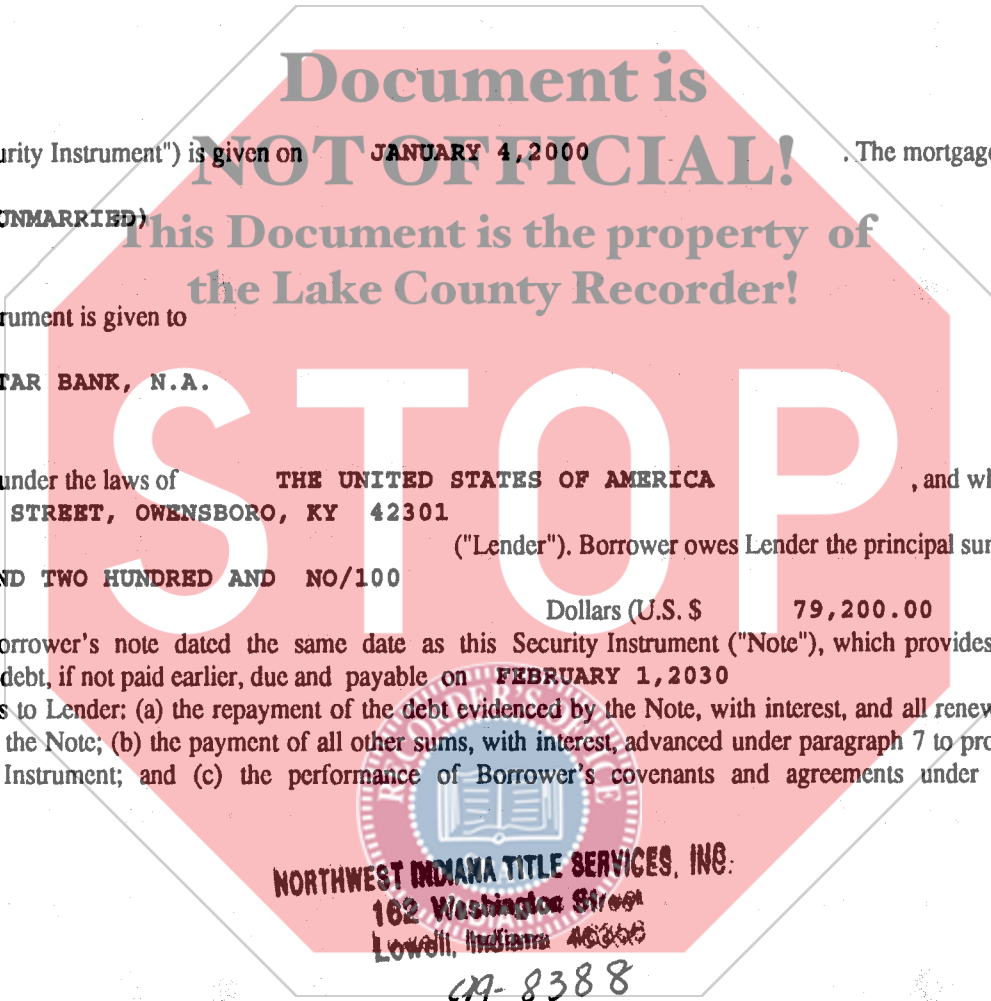 Document is
NOT OFFICIAL!
This Document is the property of
the Lake County Recorder!
STOP
urity Instrument") is given on JANUARY 4,2000 . The mortgage
UNMARRIED)
rument is given to
TAR BANK, N.A.
under the laws of THE UNITED STATES OF AMERICA , and wh
STREET, OWENSBORO, KY 42301
("Lender"). Borrower owes Lender the principal sum
ND TWO HUNDRED AND NO/100
Dollars (U.S. $ 79,200.00
orrower's note dated the same date as this Security Instrument ("Note"), which provides
debt, if not paid earlier, due and payable on FEBRUARY 1,2030
s to Lender: (a) the repayment of the debt evidenced by the Note, with interest, and all renew
the Note; (b) the payment of all other sums, with interest, advanced under paragraph 7 to pro
Instrument; and (c) the performance of Borrower's covenants and agreements under
NORTHWEST INDIANA TITLE SERVICES, INC.
162 Washington Street
Lowell, Indiana 46356
99-8388